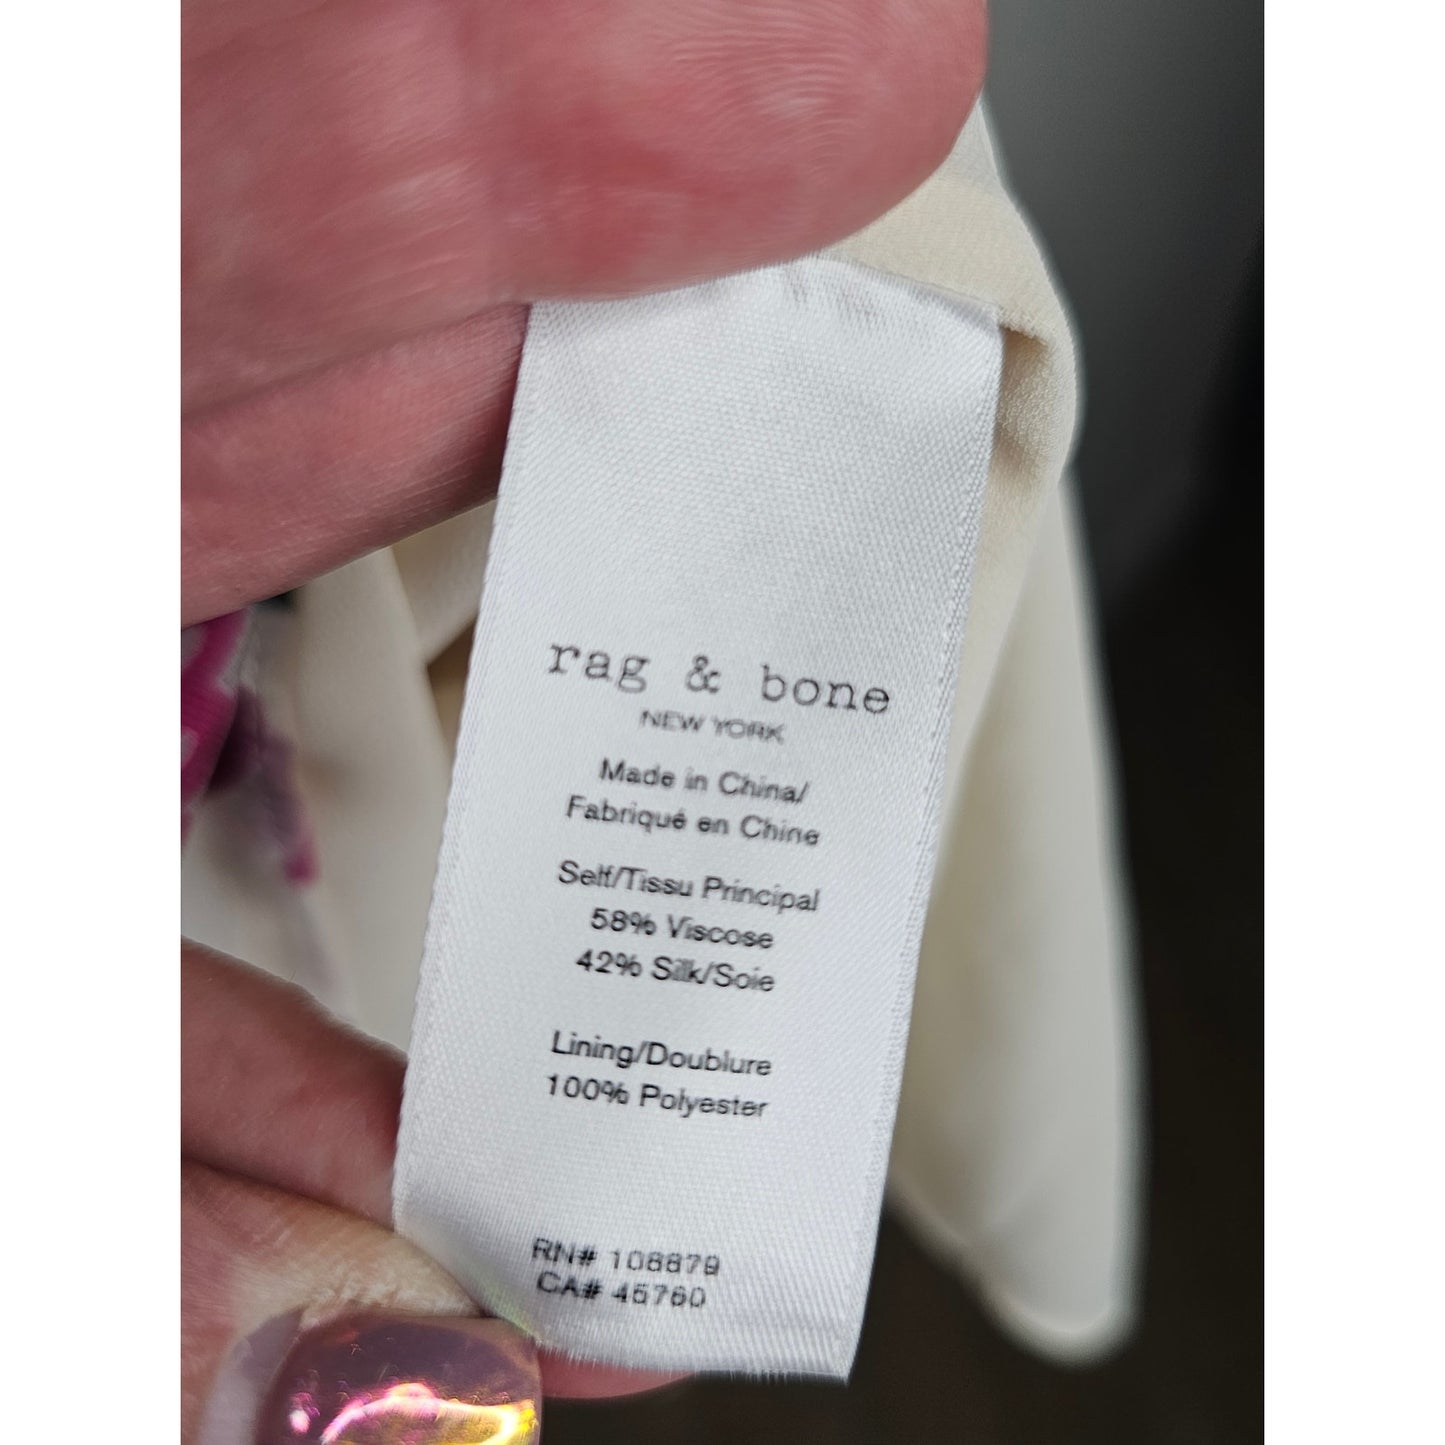 rag & bone
NEW YORK
Made in China/
Fabriqué en Chine
Self/Tissu Principal
58% Viscose
42% Silk/Soie
Lining/Doublure
100% Polyester
RN# 108879
CA# 45760